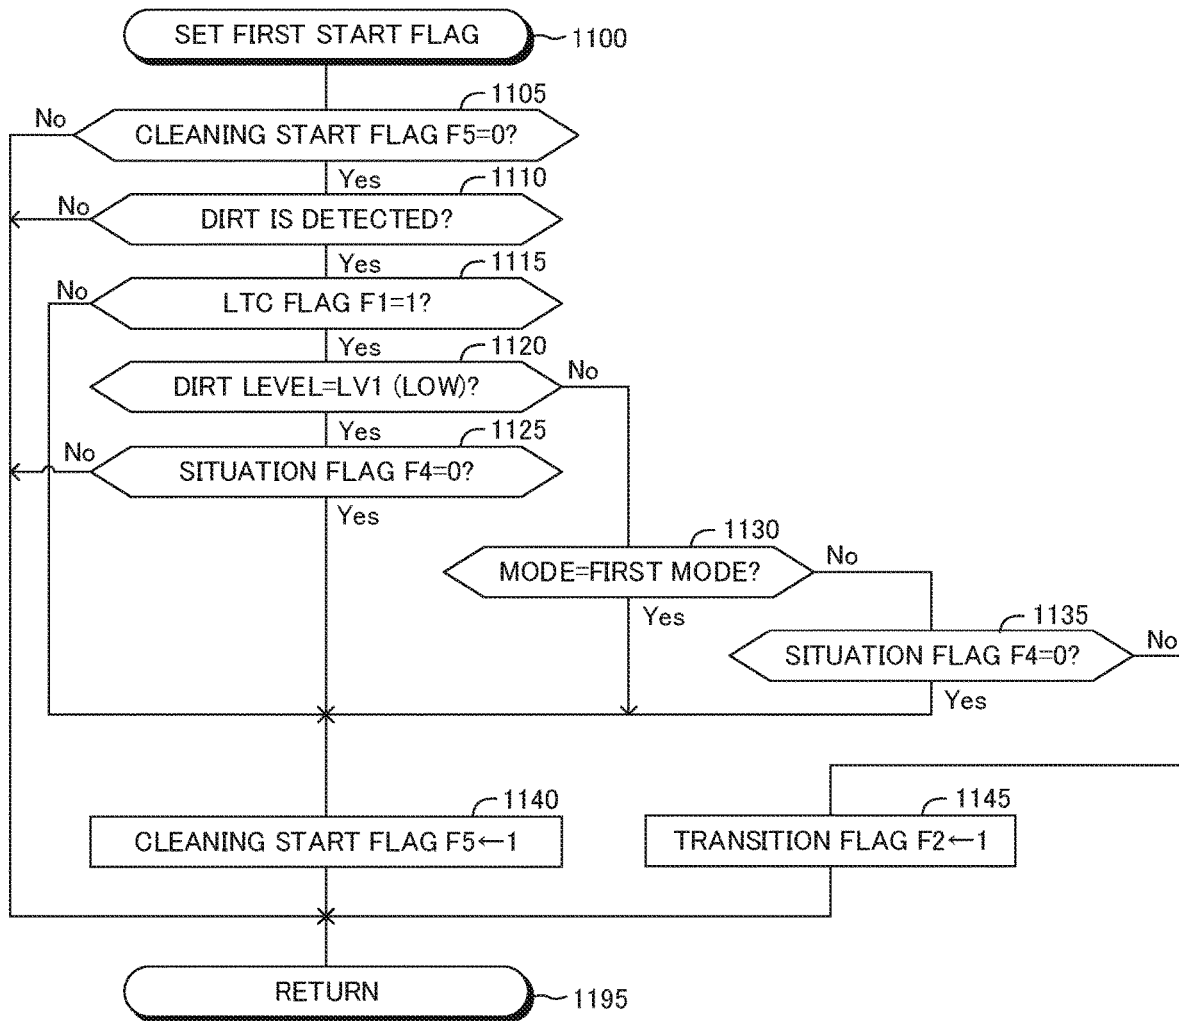 SET FIRST START FLAG
1100
1105
No
CLEANING START FLAG F5=0?
Yes
1110
No
DIRT IS DETECTED?
Yes
1115
No
LTC FLAG F1=1?
Yes
1120
DIRT LEVEL=LV1 (LOW)?
No
Yes
1125
No
SITUATION FLAG F4=0?
Yes
1130
MODE=FIRST MODE?
No
Yes
1135
SITUATION FLAG F4=0?
No
Yes
1140
CLEANING START FLAG F5←1
1145
TRANSITION FLAG F2←1
RETURN
1195